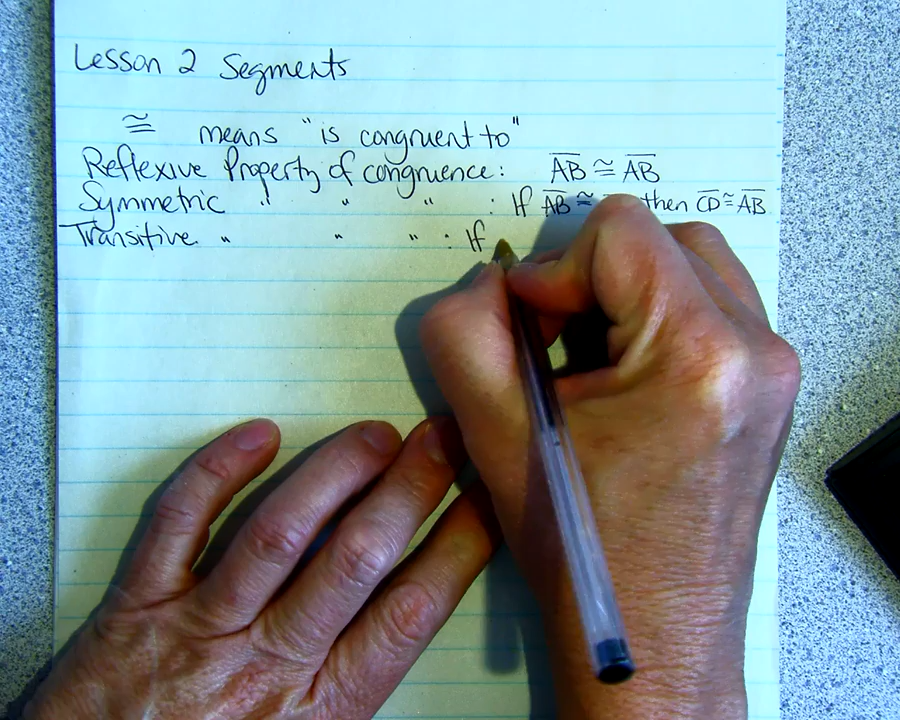 Lesson 2 Segments
≅ means "is congruent to"
Reflexive Property of congruence: A̅B̅ ≅ A̅B̅
Symmetric " " " : If A̅B̅ ≅ then C̅D̅ ≅ A̅B̅
Transitive " " " : If